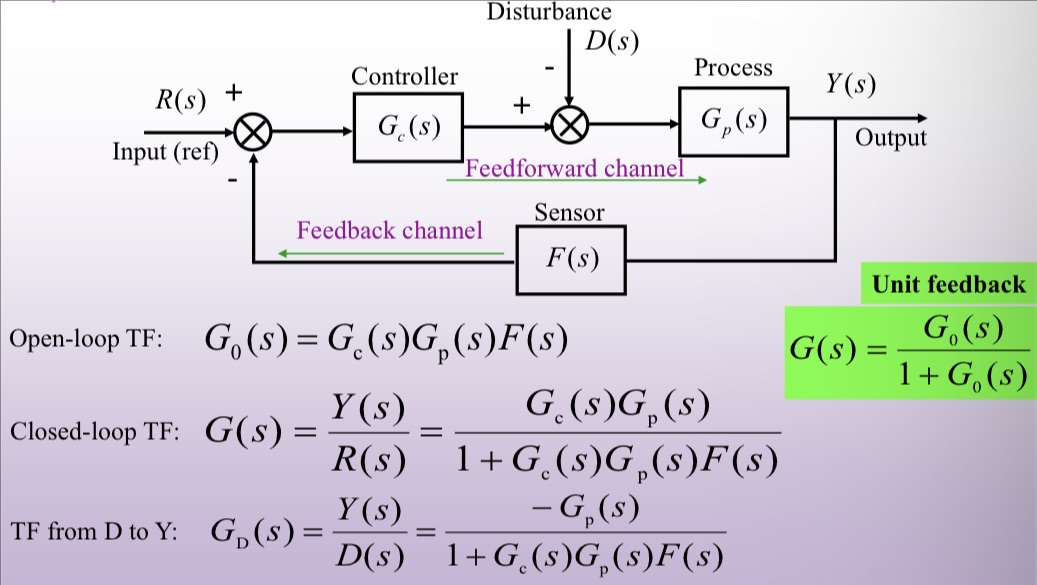 Disturbance
D(s)
-
Controller
Process
Y(s)
R(s) +
+
G_c(s)
G_p(s)
Input (ref)
Output
-
Feedforward channel
Sensor
Feedback channel
F(s)
Unit feedback
Open-loop TF: G_0(s) = G_c(s)G_p(s)F(s)
G(s) = G_0(s) / (1 + G_0(s))
Closed-loop TF: G(s) = Y(s) / R(s) = G_c(s)G_p(s) / (1 + G_c(s)G_p(s)F(s))
TF from D to Y: G_D(s) = Y(s) / D(s) = -G_p(s) / (1 + G_c(s)G_p(s)F(s))